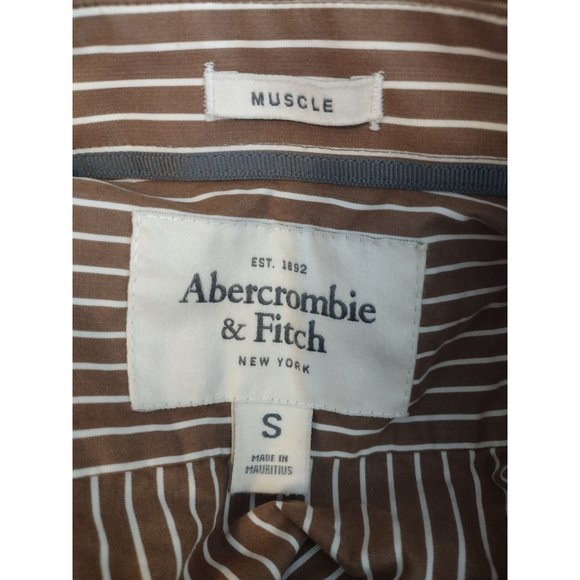 MUSCLE
EST. 1892
Abercrombie
& Fitch
NEW YORK
S
MADE IN
MAURITIUS